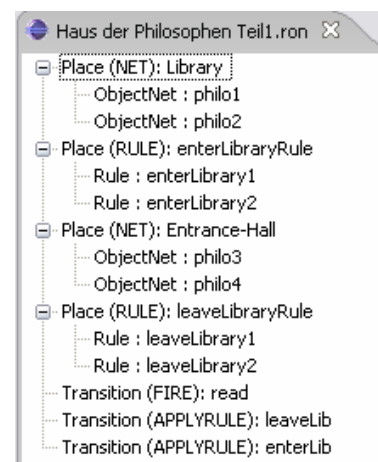 Haus der Philosophen Teil1.ron
Place (NET): Library
ObjectNet : philo1
ObjectNet : philo2
Place (RULE): enterLibraryRule
Rule : enterLibrary1
Rule : enterLibrary2
Place (NET): Entrance-Hall
ObjectNet : philo3
ObjectNet : philo4
Place (RULE): leaveLibraryRule
Rule : leaveLibrary1
Rule : leaveLibrary2
Transition (FIRE): read
Transition (APPLYRULE): leaveLib
Transition (APPLYRULE): enterLib